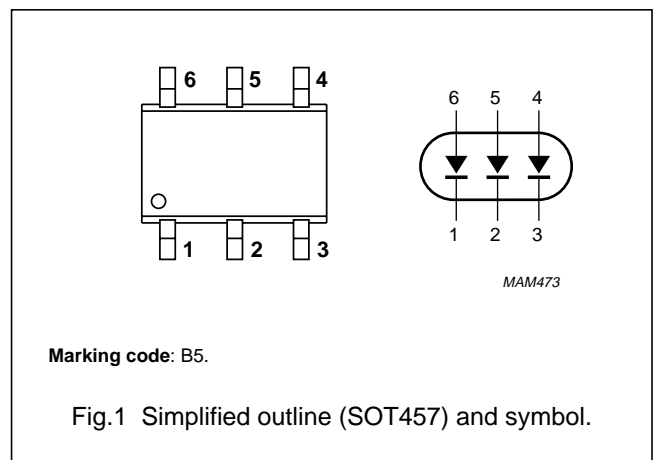 6 5 4
1 2 3
6 5 4
1 2 3
MAM473
Marking code: B5.
Fig.1 Simplified outline (SOT457) and symbol.